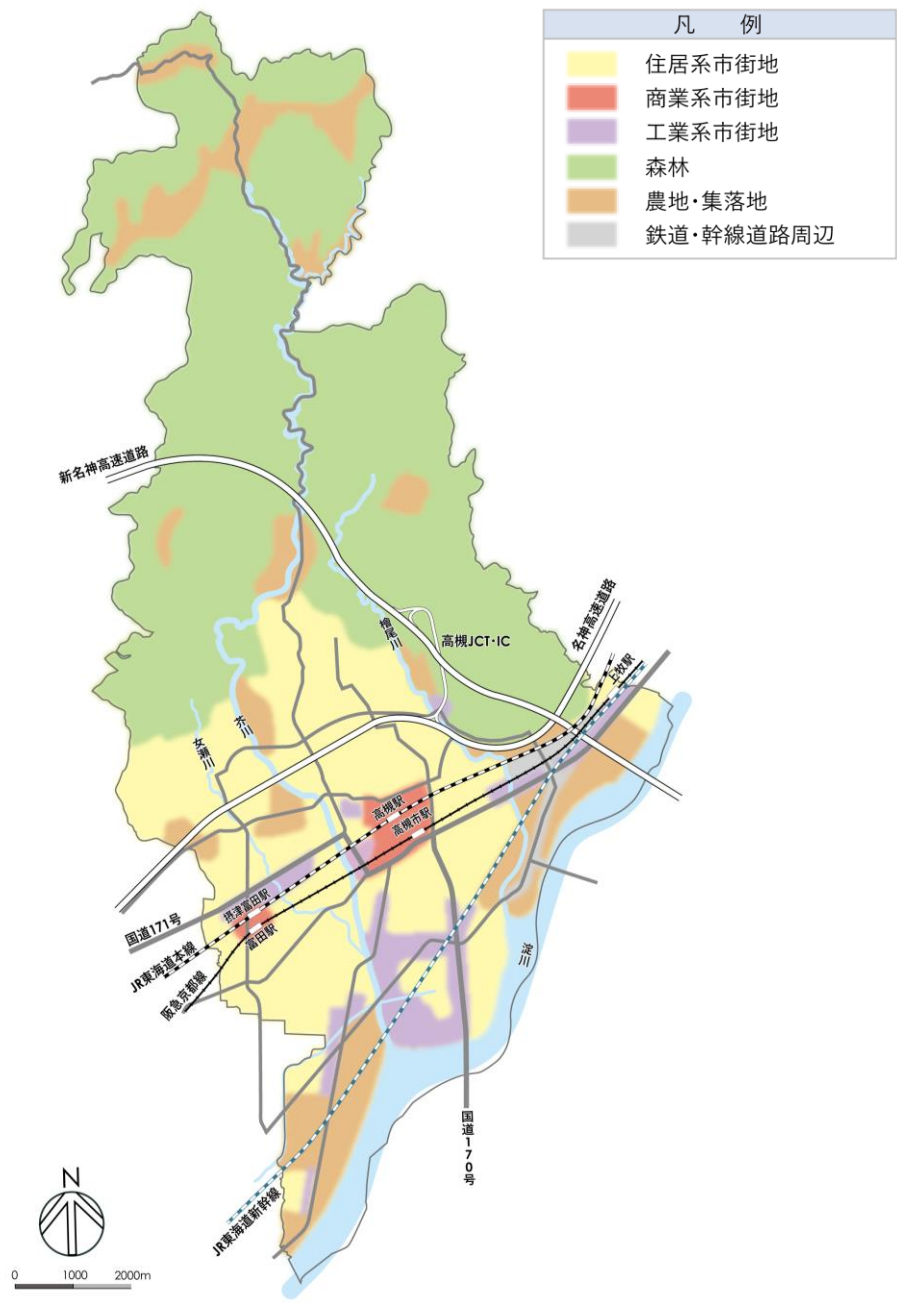 凡　例
住居系市街地
商業系市街地
工業系市街地
森林
農地・集落地
鉄道・幹線道路周辺
新名神高速道路
名神高速道路
檜尾川
高槻JCT・IC
上牧駅
芥川
女瀬川
高槻駅
高槻市駅
摂津富田駅
富田駅
国道171号
JR東海道本線
阪急京都線
淀川
国道170号
JR東海道新幹線
N
0 1000 2000m